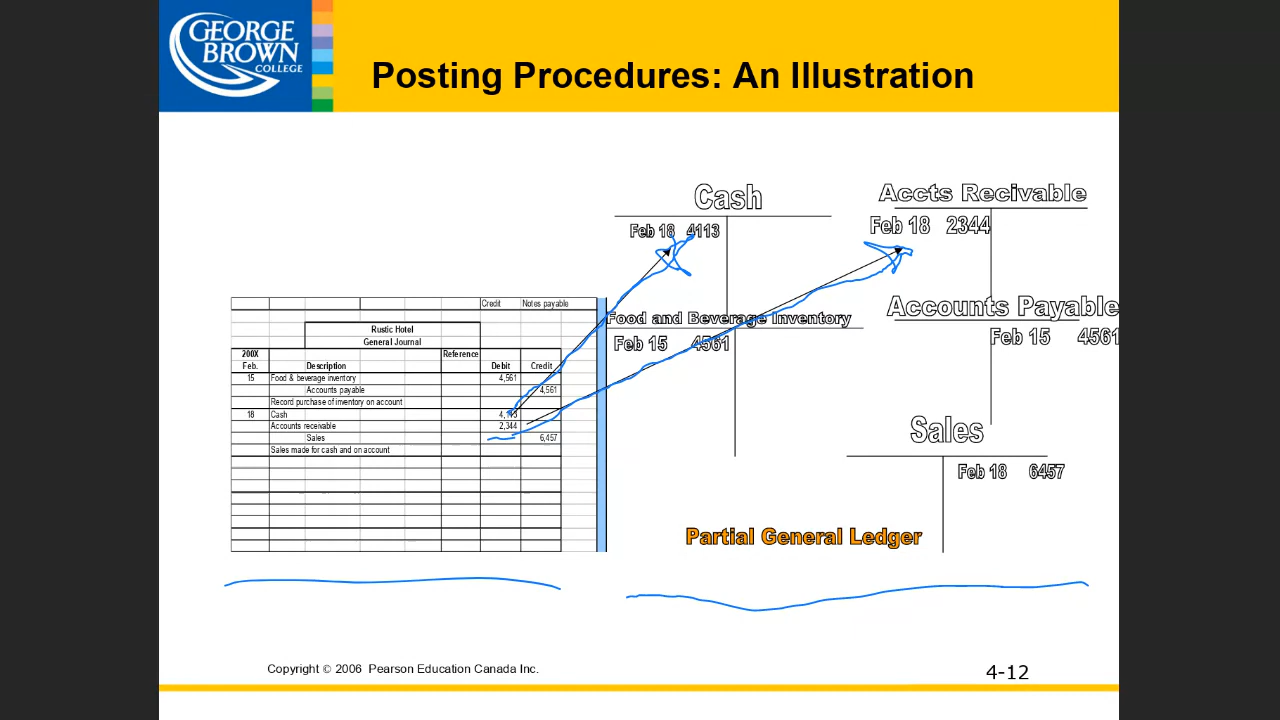 GEORGE
BROWN
COLLEGE
Posting Procedures: An Illustration
Cash
Feb 18 4113
Accts Recivable
Feb 18 2344
Food and Beverage Inventory
Feb 15 4561
Accounts Payable
Feb 15 4561
Sales
Feb 18 6457
Partial General Ledger
Credit Notes payable
Rustic Hotel
General Journal
200X Reference
Feb. Description Debit Credit
15 Food & beverage inventory 4,561
Accounts payable 4,561
Record purchase of inventory on account
18 Cash 4,113
Accounts receivable 2,344
Sales 6,457
Sales made for cash and on account
Copyright © 2006 Pearson Education Canada Inc.
4-12